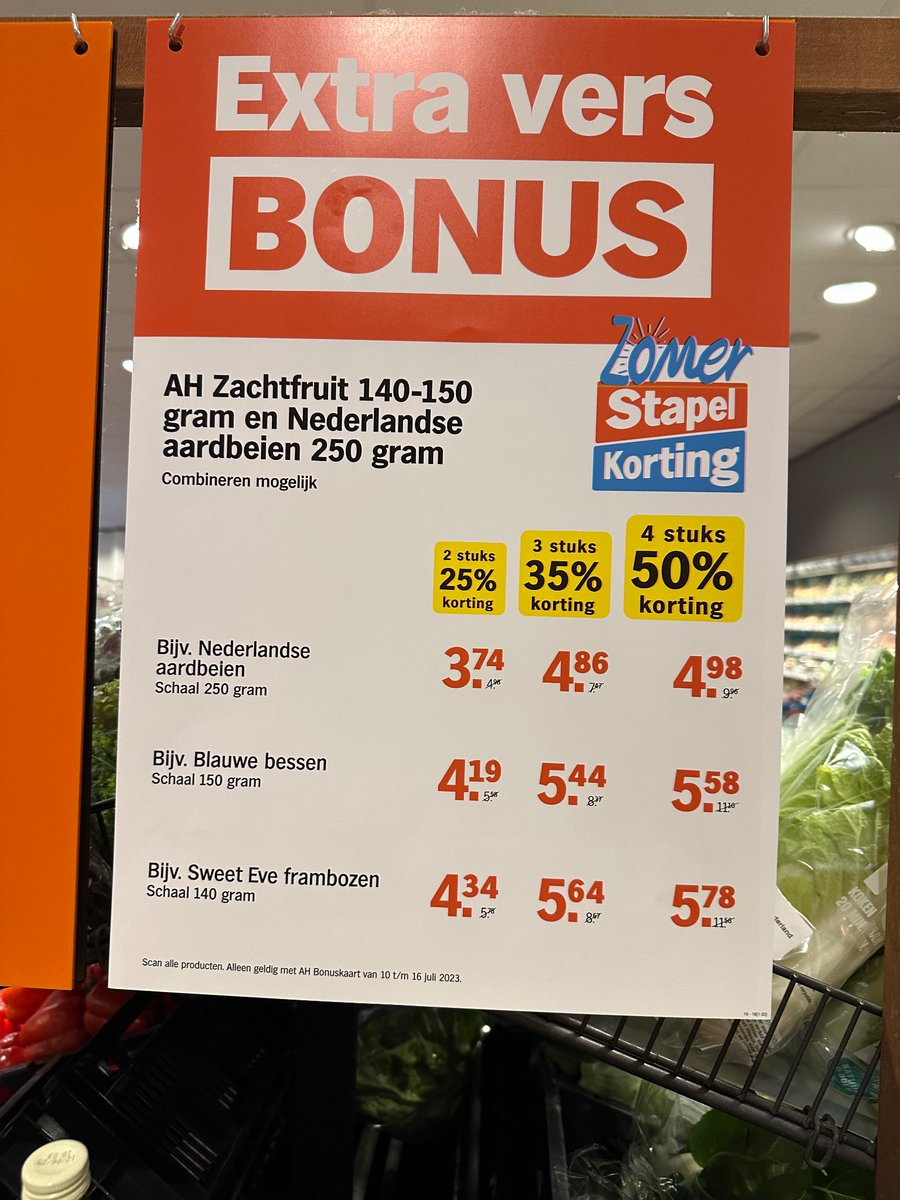 Extra vers
BONUS
Zomer
Stapel
Korting
AH Zachtfruit 140-150
gram en Nederlandse
aardbeien 250 gram
Combineren mogelijk
2 stuks
25%
korting
3 stuks
35%
korting
4 stuks
50%
korting
Bijv. Nederlandse
aardbeien
Schaal 250 gram
3.74 4.98
4.86 7.47
4.98 9.96
Bijv. Blauwe bessen
Schaal 150 gram
4.19 5.58
5.44 8.37
5.58 11.16
Bijv. Sweet Eve frambozen
Schaal 140 gram
4.34 5.78
5.64 8.67
5.78 11.56
Scan alle producten. Alleen geldig met AH Bonuskaart van 10 t/m 16 juli 2023.
KOKEN
20 MIN